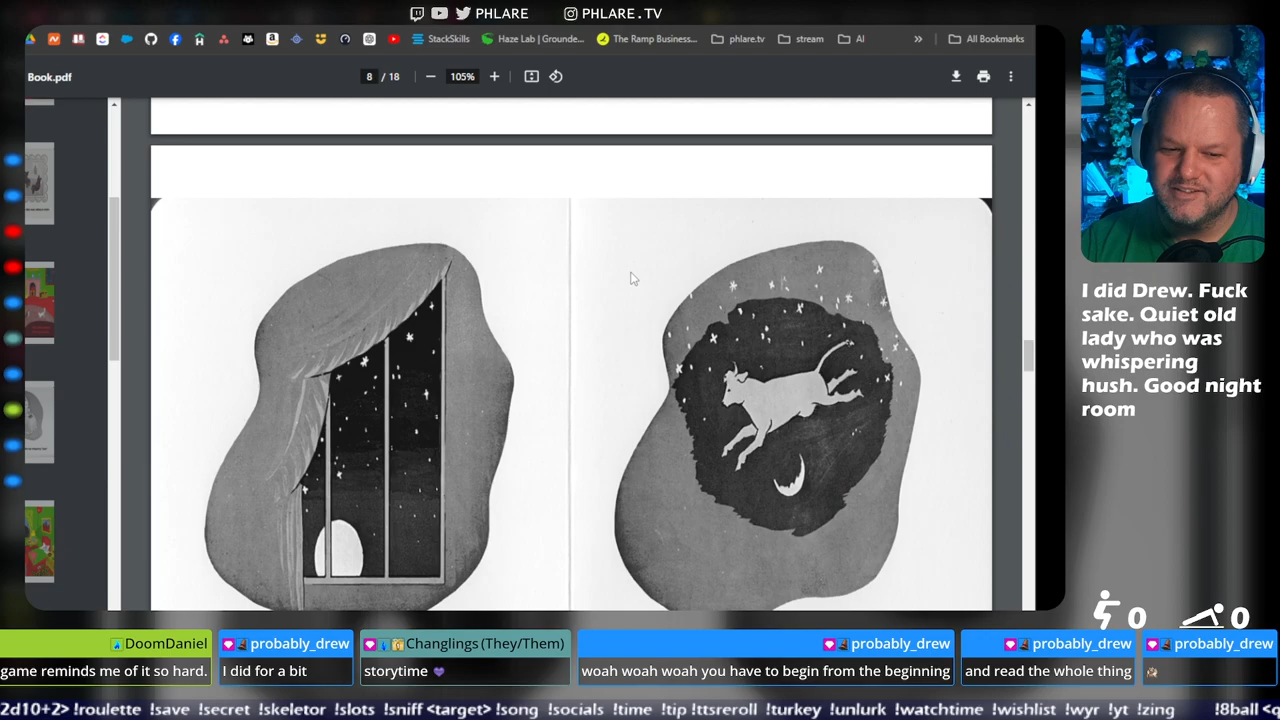 PHLARE
PHLARE.TV
StackSkills
Haze Lab | Grounde...
The Ramp Business...
phlare.tv
stream
AI
»
All Bookmarks
Book.pdf
8 / 18
105%
I did Drew. Fuck
sake. Quiet old
lady who was
whispering
hush. Good night
room
0
0
DoomDaniel
game reminds me of it so hard.
probably_drew
I did for a bit
Changlings (They/Them)
storytime 💜
probably_drew
woah woah woah you have to begin from the beginning
probably_drew
and read the whole thing
probably_drew
2d10+2> !roulette !save !secret !skeletor !slots !sniff <target> !song !socials !time !tip !ttsreroll !turkey !unlurk !watchtime !wishlist !wyr !yt !zing !8ball <q